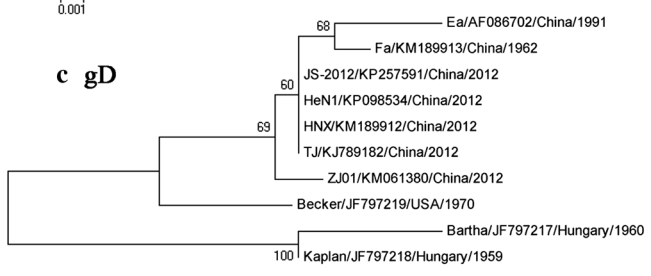 0.001
Ea/AF086702/China/1991
68
Fa/KM189913/China/1962
c gD
JS-2012/KP257591/China/2012
60
HeN1/KP098534/China/2012
69
HNX/KM189912/China/2012
TJ/KJ789182/China/2012
ZJ01/KM061380/China/2012
Becker/JF797219/USA/1970
Bartha/JF797217/Hungary/1960
100
Kaplan/JF797218/Hungary/1959